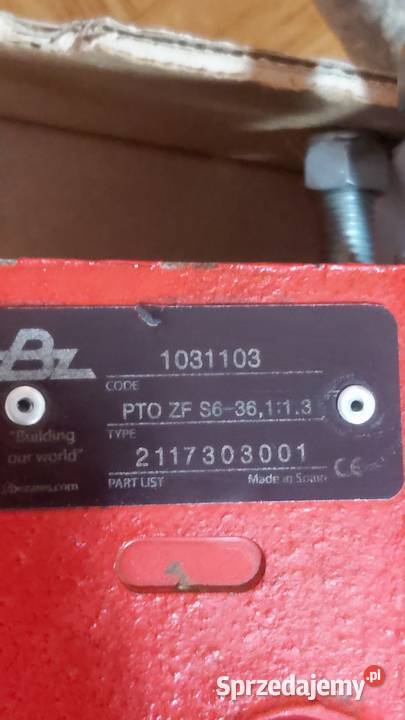 Bz
1031103
CODE
PTO ZF S6-36,1:1.3
"Building
our world"
TYPE
2117303001
PART LIST
Made in Spain
CE
Sprzedajemy.pl